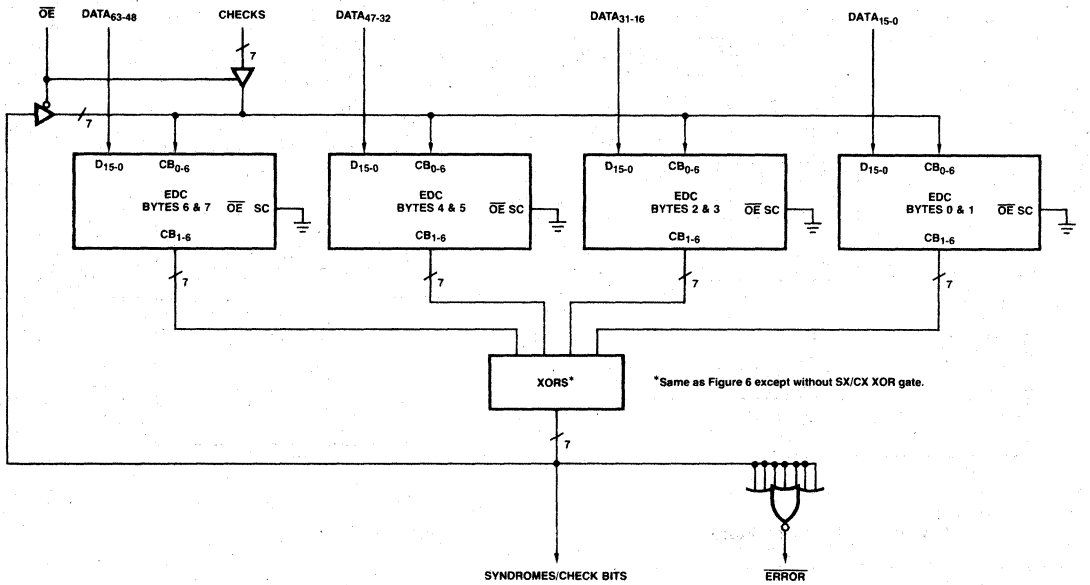 OE DATA63-48 CHECKS DATA47-32 DATA31-16 DATA15-0
7
7
D15-0 CB0-6
EDC
BYTES 6 & 7
OE SC
CB1-6
D15-0 CB0-6
EDC
BYTES 4 & 5
OE SC
CB1-6
D15-0 CB0-6
EDC
BYTES 2 & 3
OE SC
CB1-6
D15-0 CB0-6
EDC
BYTES 0 & 1
OE SC
CB1-6
7
7
7
7
XORS*
*Same as Figure 6 except without SX/CX XOR gate.
7
SYNDROMES/CHECK BITS
ERROR